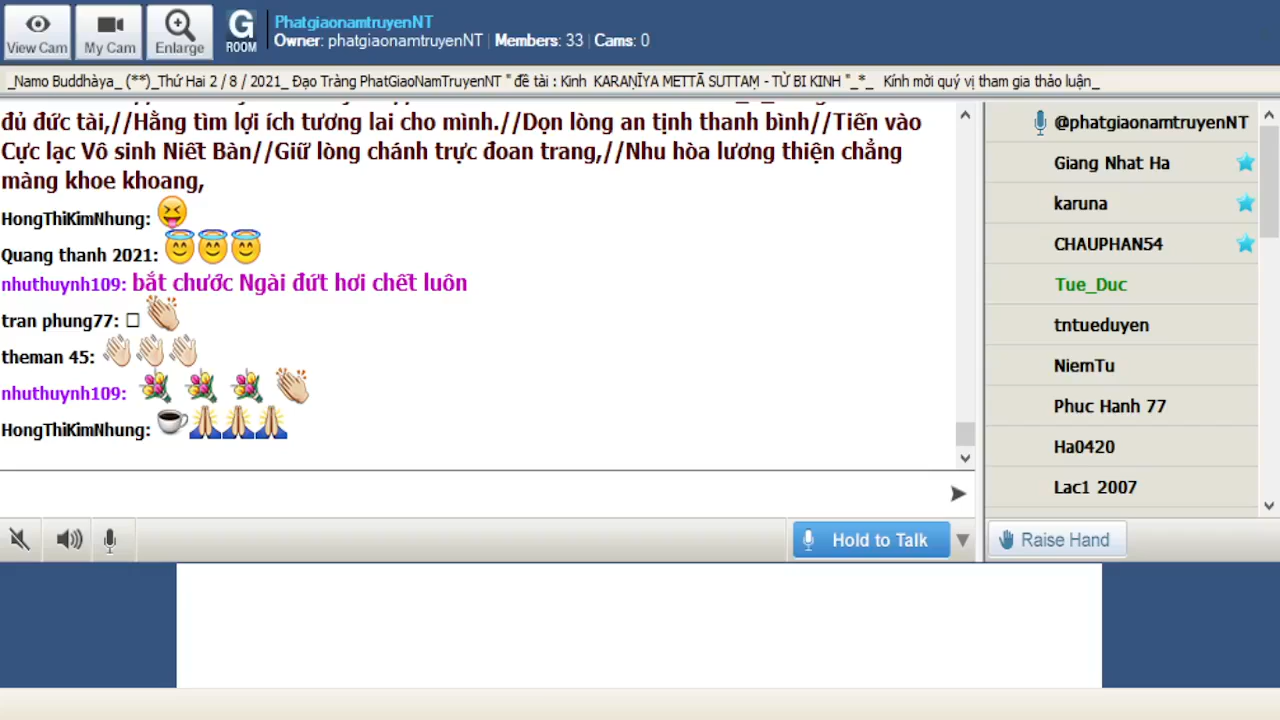 View Cam
My Cam
Enlarge
G
ROOM
PhatgiaonamtruyenNT
Owner: phatgiaonamtruyenNT | Members: 33 | Cams: 0
_Namo Buddhàya_ (**)_Thứ Hai 2 / 8 / 2021_ Đạo Tràng PhatGiaoNamTruyenNT " đề tài : Kinh KARAṆĪYA METTĀ SUTTAṂ - TỪ BI KINH "_*_ Kính mời quý vị tham gia thảo luận_
đủ đức tài,//Hằng tìm lợi ích tương lai cho mình.//Dọn lòng an tịnh thanh bình//Tiến vào
Cực lạc Vô sinh Niết Bàn//Giữ lòng chánh trực đoan trang,//Nhu hòa lương thiện chẳng
màng khoe khoang,
HongThiKimNhung:
Quang thanh 2021:
nhuthuynh109: bắt chước Ngài đứt hơi chết luôn
tran phung77:
theman 45:
nhuthuynh109:
HongThiKimNhung:
@phatgiaonamtruyenNT
Giang Nhat Ha
karuna
CHAUPHAN54
Tue_Duc
tntueduyen
NiemTu
Phuc Hanh 77
Ha0420
Lac1 2007
Hold to Talk
Raise Hand